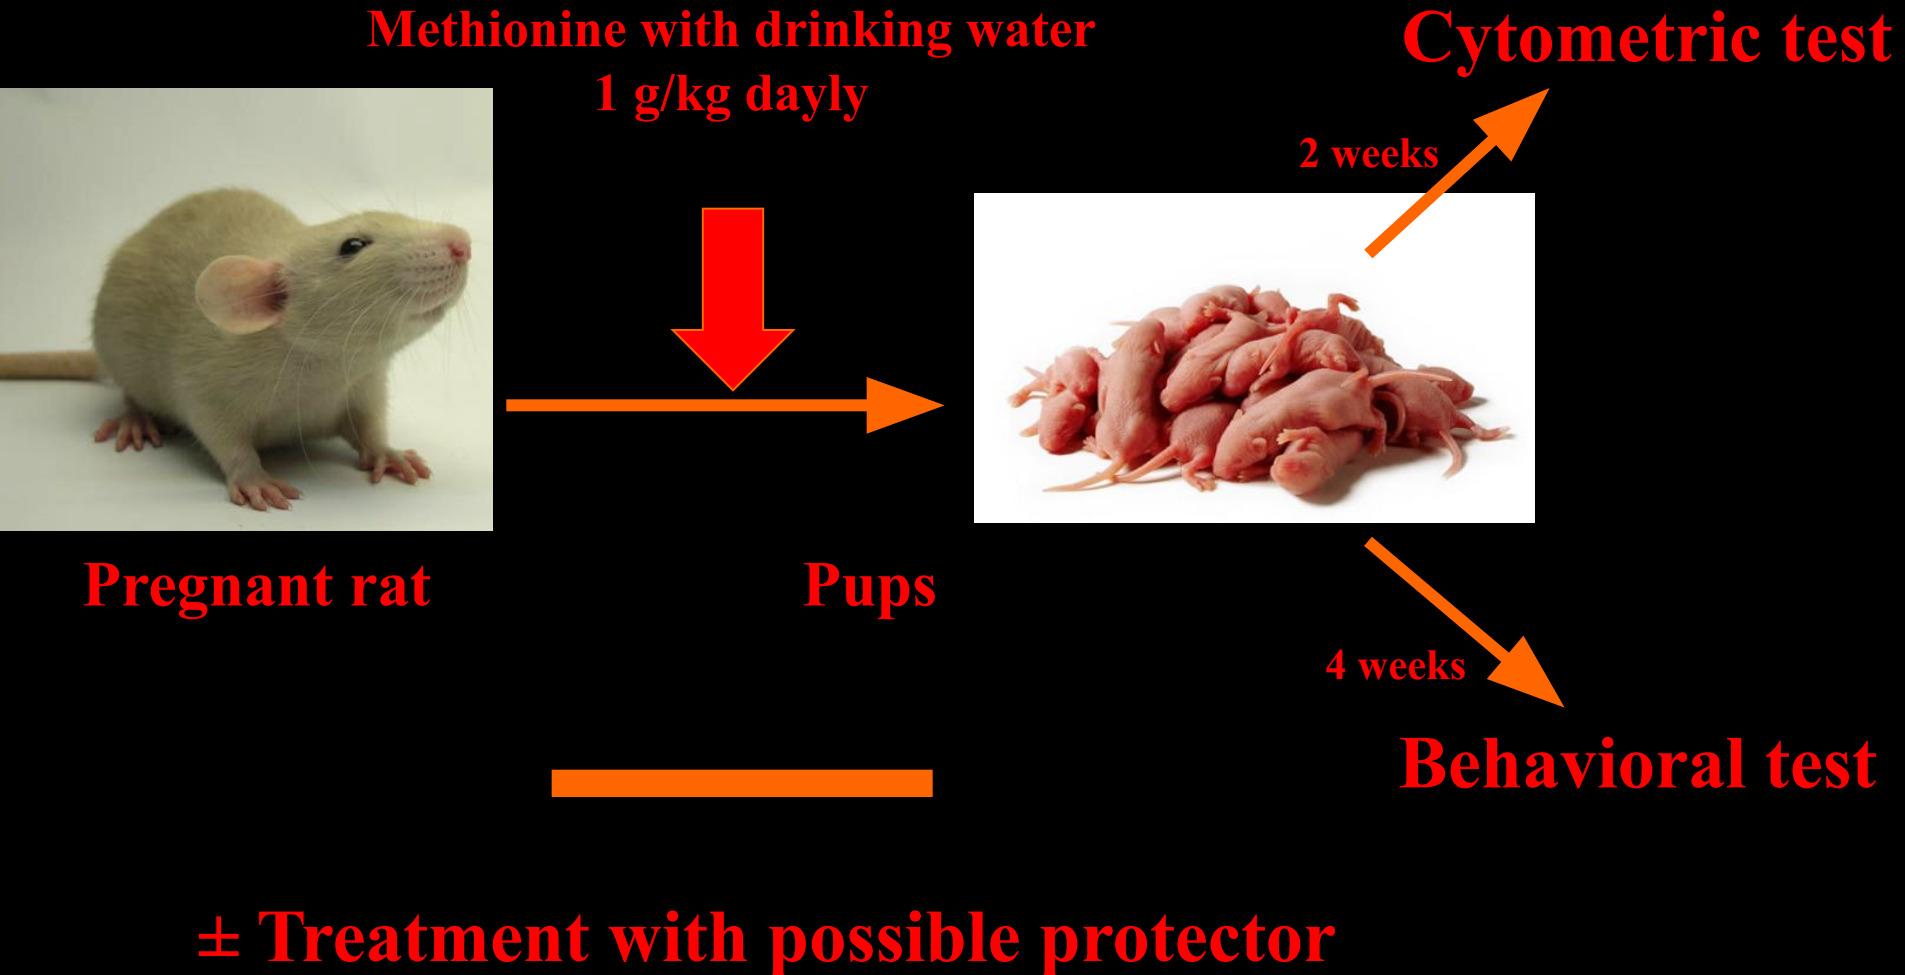 Methionine with drinking water
1 g/kg dayly
Cytometric test
2 weeks
Pregnant rat
Pups
4 weeks
Behavioral test
± Treatment with possible protector